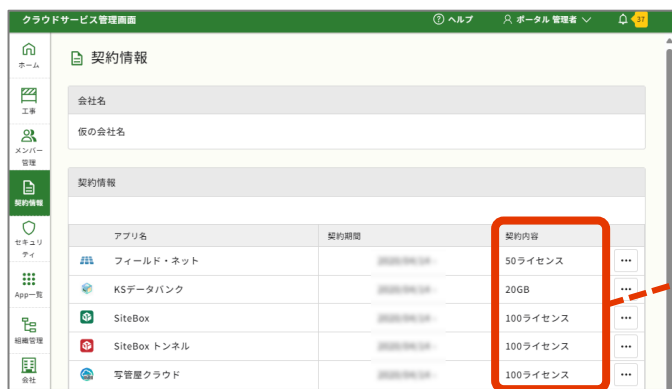 クラウドサービス管理画面
ヘルプ
ポータル 管理者
37
ホーム
工事
メンバー
管理
契約情報
セキュリ
ティ
App一覧
組織管理
会社
契約情報
会社名
仮の会社名
契約情報
アプリ名 契約期間 契約内容
フィールド・ネット 50ライセンス ...
KSデータバンク 20GB ...
SiteBox 100ライセンス ...
SiteBox トンネル 100ライセンス ...
写管屋クラウド 100ライセンス ...